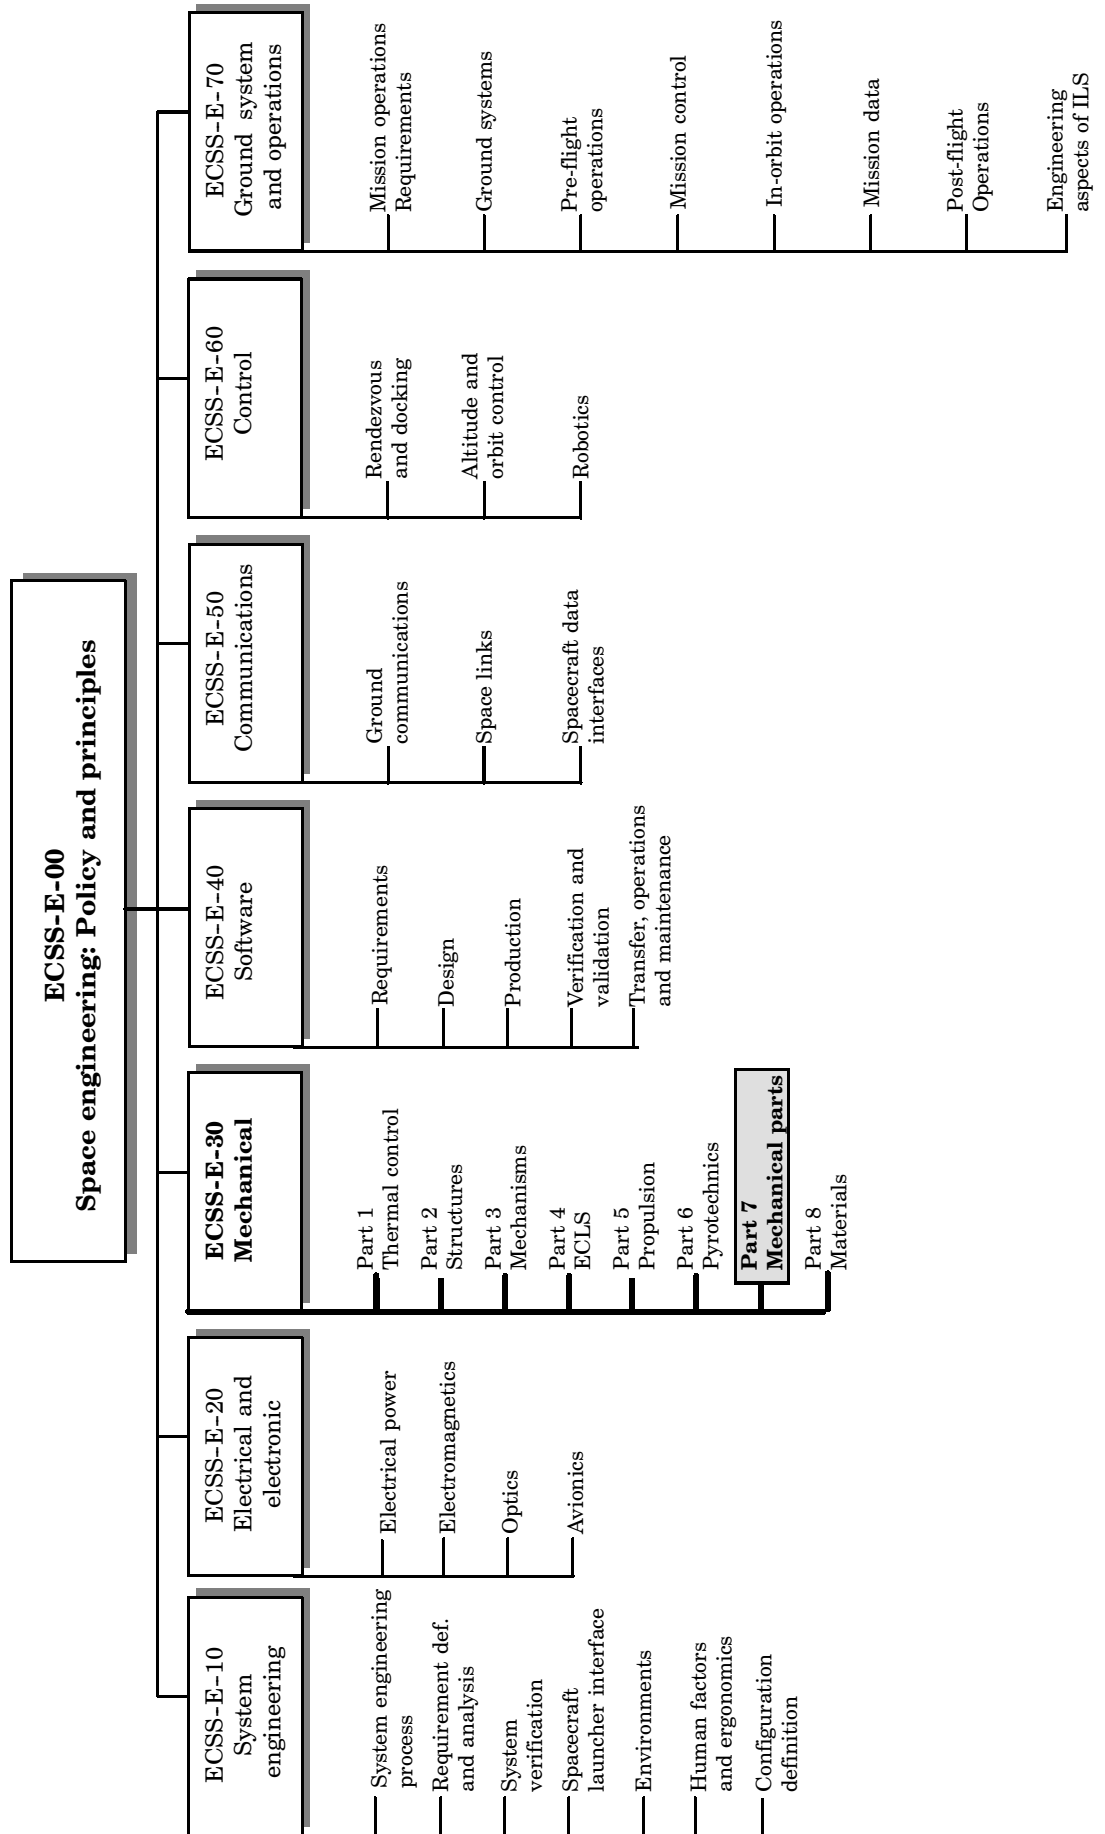 ECSS-E-00
Space engineering: Policy and principles
ECSS-E-10
System
engineering
System engineering
process
Requirement def.
and analysis
System
verification
Spacecraft
launcher interface
Environments
Human factors
and ergonomics
Configuration
definition
ECSS-E-20
Electrical and
electronic
Electrical power
Electromagnetics
Optics
Avionics
ECSS-E-30
Mechanical
Part 1
Thermal control
Part 2
Structures
Part 3
Mechanisms
Part 4
ECLS
Part 5
Propulsion
Part 6
Pyrotechnics
Part 7
Mechanical parts
Part 8
Materials
ECSS-E-40
Software
Requirements
Design
Production
Verification and
validation
Transfer, operations
and maintenance
ECSS-E-50
Communications
Ground
communications
Space links
Spacecraft data
interfaces
ECSS-E-60
Control
Rendezvous
and docking
Altitude and
orbit control
Robotics
ECSS-E-70
Ground system
and operations
Mission operations
Requirements
Ground systems
Pre-flight
operations
Mission control
In-orbit operations
Mission data
Post-flight
Operations
Engineering
aspects of ILS